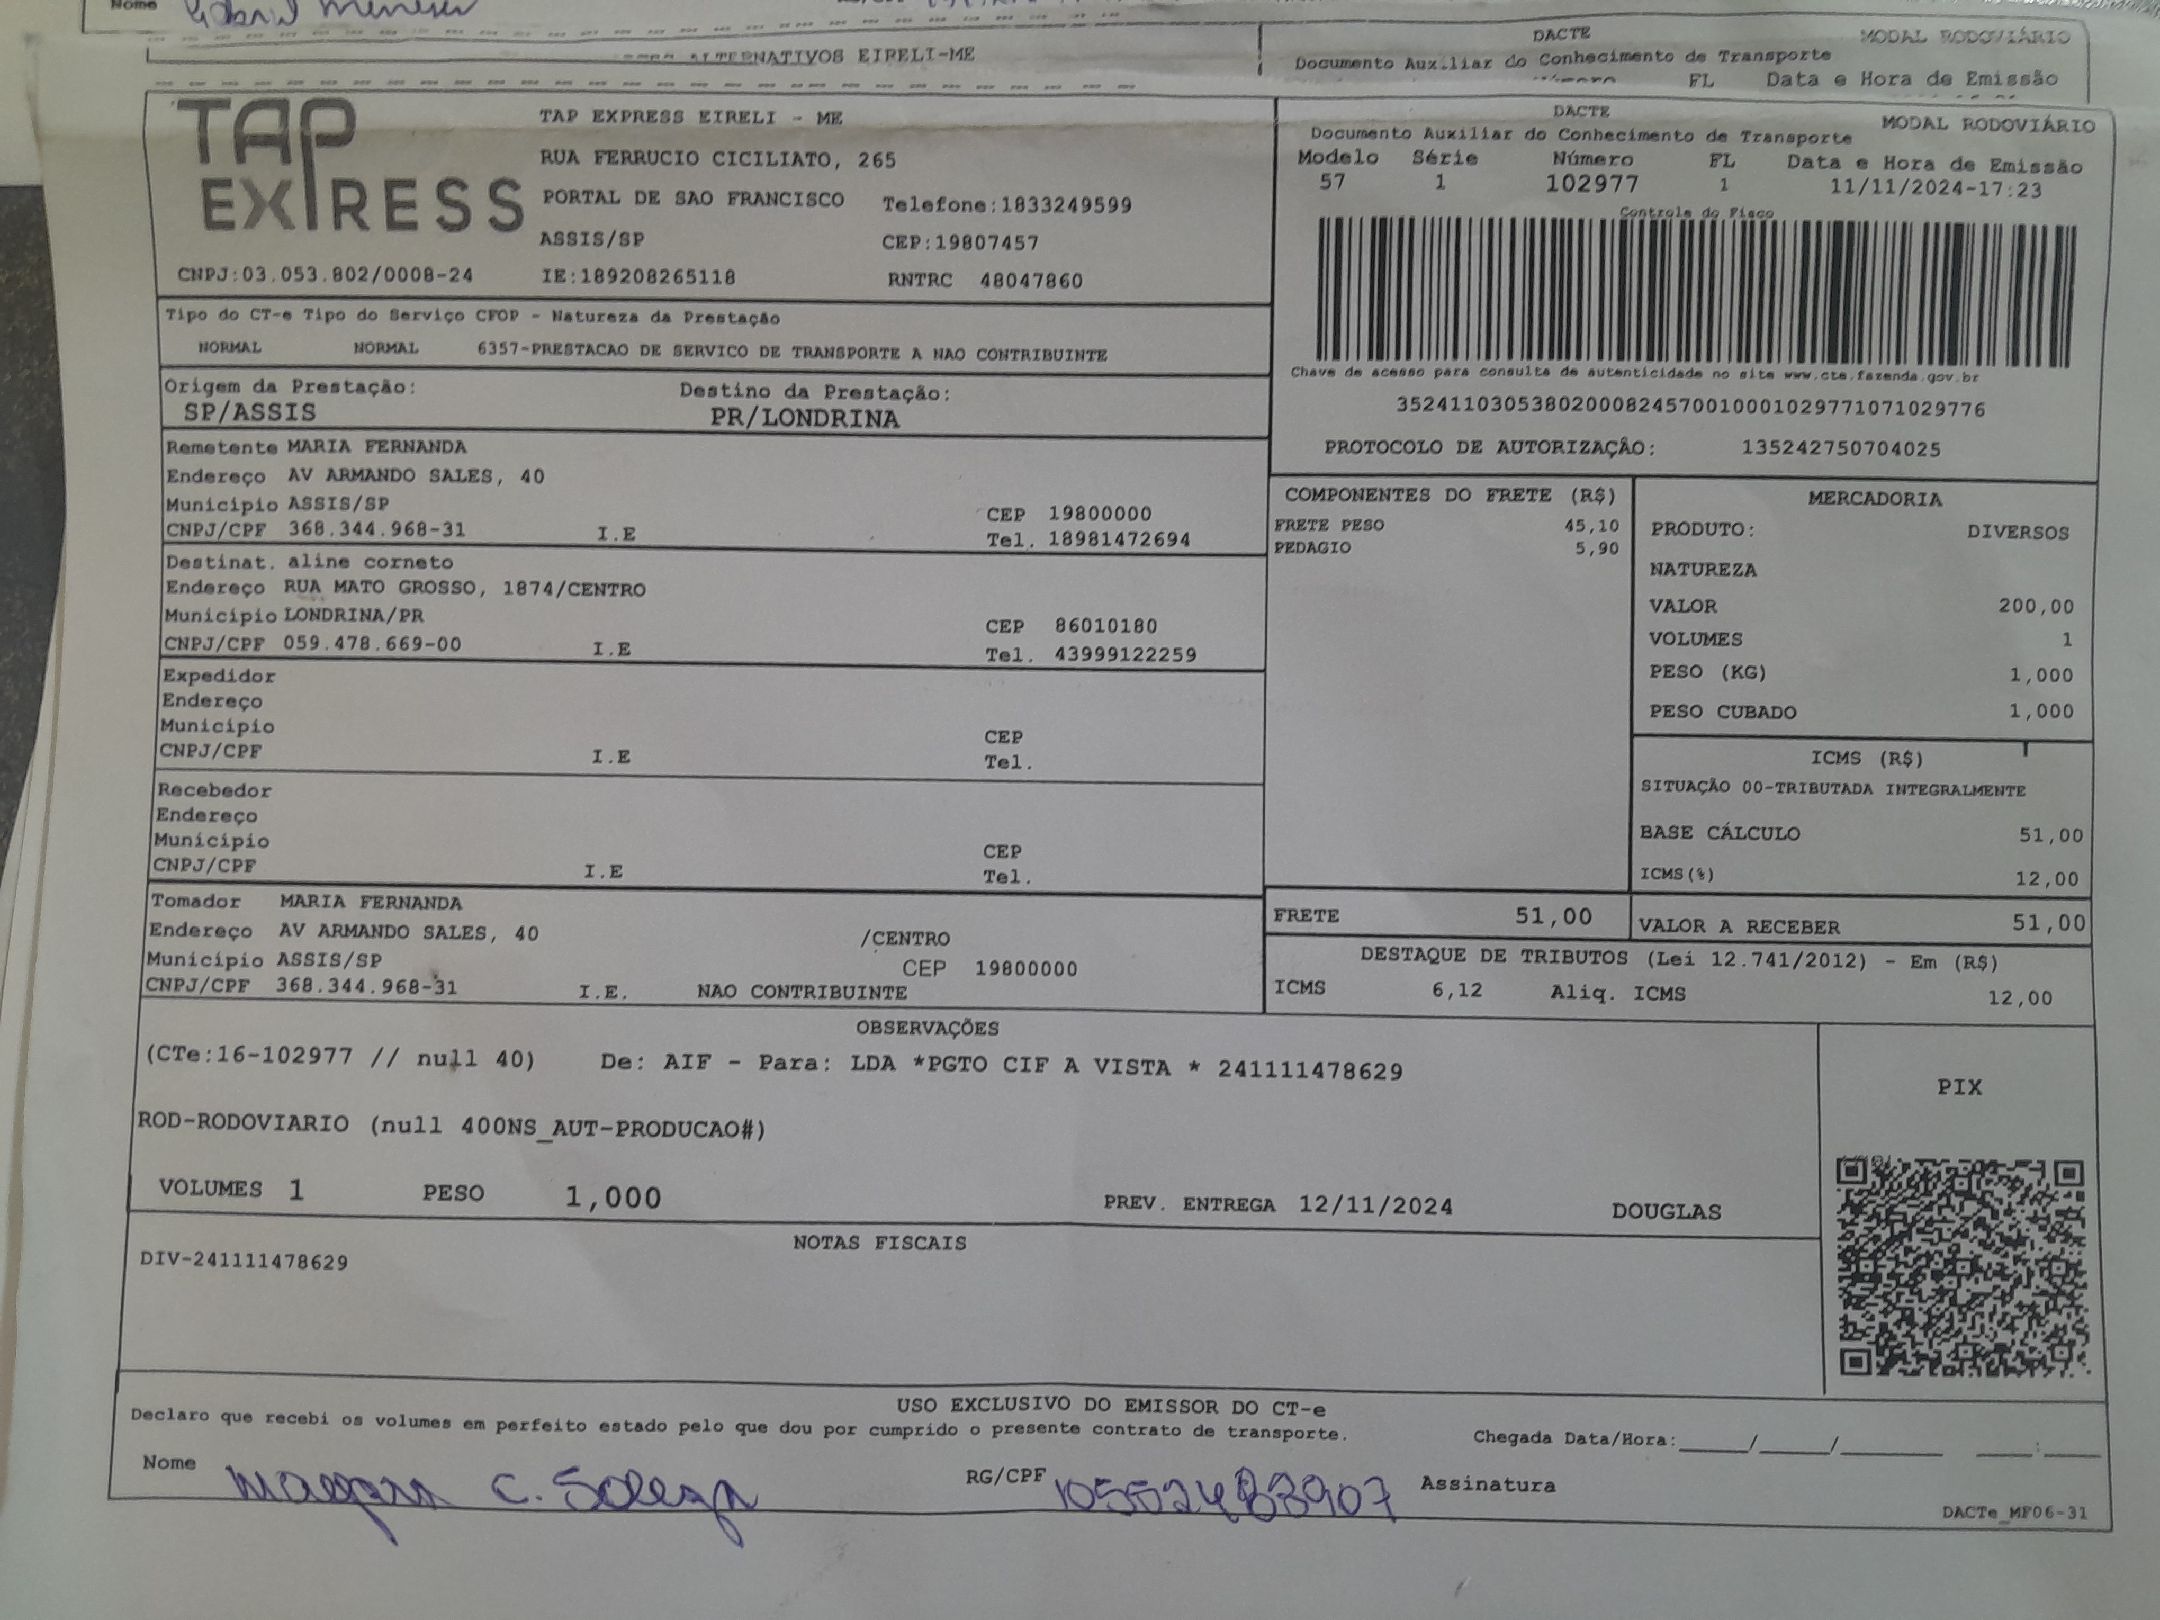 Nome
ALTERNATIVOS EIRELI-ME
DACTE
MODAL RODOVIÁRIO
Documento Auxiliar do Conhecimento de Transporte
FL Data e Hora de Emissão
TAP EXPRESS
TAP EXPRESS EIRELI - ME
RUA FERRUCIO CICILIATO, 265
PORTAL DE SAO FRANCISCO Telefone:1833249599
ASSIS/SP CEP:19807457
CNPJ:03.053.802/0008-24 IE:189208265118 RNTRC 48047860
DACTE
MODAL RODOVIÁRIO
Documento Auxiliar do Conhecimento de Transporte
Modelo Série Número FL Data e Hora de Emissão
57 1 102977 1 11/11/2024-17:23
Controle do Fisco
Chave de acesso para consulta de autenticidade no site www.cte.fazenda.gov.br
35241103053802000824570010001029771071029776
PROTOCOLO DE AUTORIZAÇÃO: 135242750704025
Tipo do CT-e Tipo do Serviço CFOP - Natureza da Prestação
NORMAL NORMAL 6357-PRESTACAO DE SERVICO DE TRANSPORTE A NAO CONTRIBUINTE
Origem da Prestação: Destino da Prestação:
SP/ASSIS PR/LONDRINA
Remetente MARIA FERNANDA
Endereço AV ARMANDO SALES, 40
Município ASSIS/SP CEP 19800000
CNPJ/CPF 368.344.968-31 I.E Tel. 18981472694
Destinat. aline corneto
Endereço RUA MATO GROSSO, 1874/CENTRO
Município LONDRINA/PR CEP 86010180
CNPJ/CPF 059.478.669-00 I.E Tel. 43999122259
Expedidor
Endereço
Município CEP
CNPJ/CPF I.E Tel.
Recebedor
Endereço
Município CEP
CNPJ/CPF I.E Tel.
Tomador MARIA FERNANDA
Endereço AV ARMANDO SALES, 40 /CENTRO
Município ASSIS/SP CEP 19800000
CNPJ/CPF 368.344.968-31 I.E. NAO CONTRIBUINTE
COMPONENTES DO FRETE (R$)
FRETE PESO 45,10
PEDAGIO 5,90
MERCADORIA
PRODUTO: DIVERSOS
NATUREZA
VALOR 200,00
VOLUMES 1
PESO (KG) 1,000
PESO CUBADO 1,000
ICMS (R$)
SITUAÇÃO 00-TRIBUTADA INTEGRALMENTE
BASE CÁLCULO 51,00
ICMS(%) 12,00
FRETE 51,00 VALOR A RECEBER 51,00
DESTAQUE DE TRIBUTOS (Lei 12.741/2012) - Em (R$)
ICMS 6,12 Aliq. ICMS 12,00
OBSERVAÇÕES
(CTe:16-102977 // null 40) De: AIF - Para: LDA *PGTO CIF A VISTA * 241111478629
ROD-RODOVIARIO (null 400NS_AUT-PRODUCAO#)
VOLUMES 1 PESO 1,000 PREV. ENTREGA 12/11/2024 DOUGLAS
PIX
NOTAS FISCAIS
DIV-241111478629
USO EXCLUSIVO DO EMISSOR DO CT-e
Declaro que recebi os volumes em perfeito estado pelo que dou por cumprido o presente contrato de transporte. Chegada Data/Hora:_____/_____/_______ ____:____
Nome C. RG/CPF Assinatura
DACTe_MF06-31